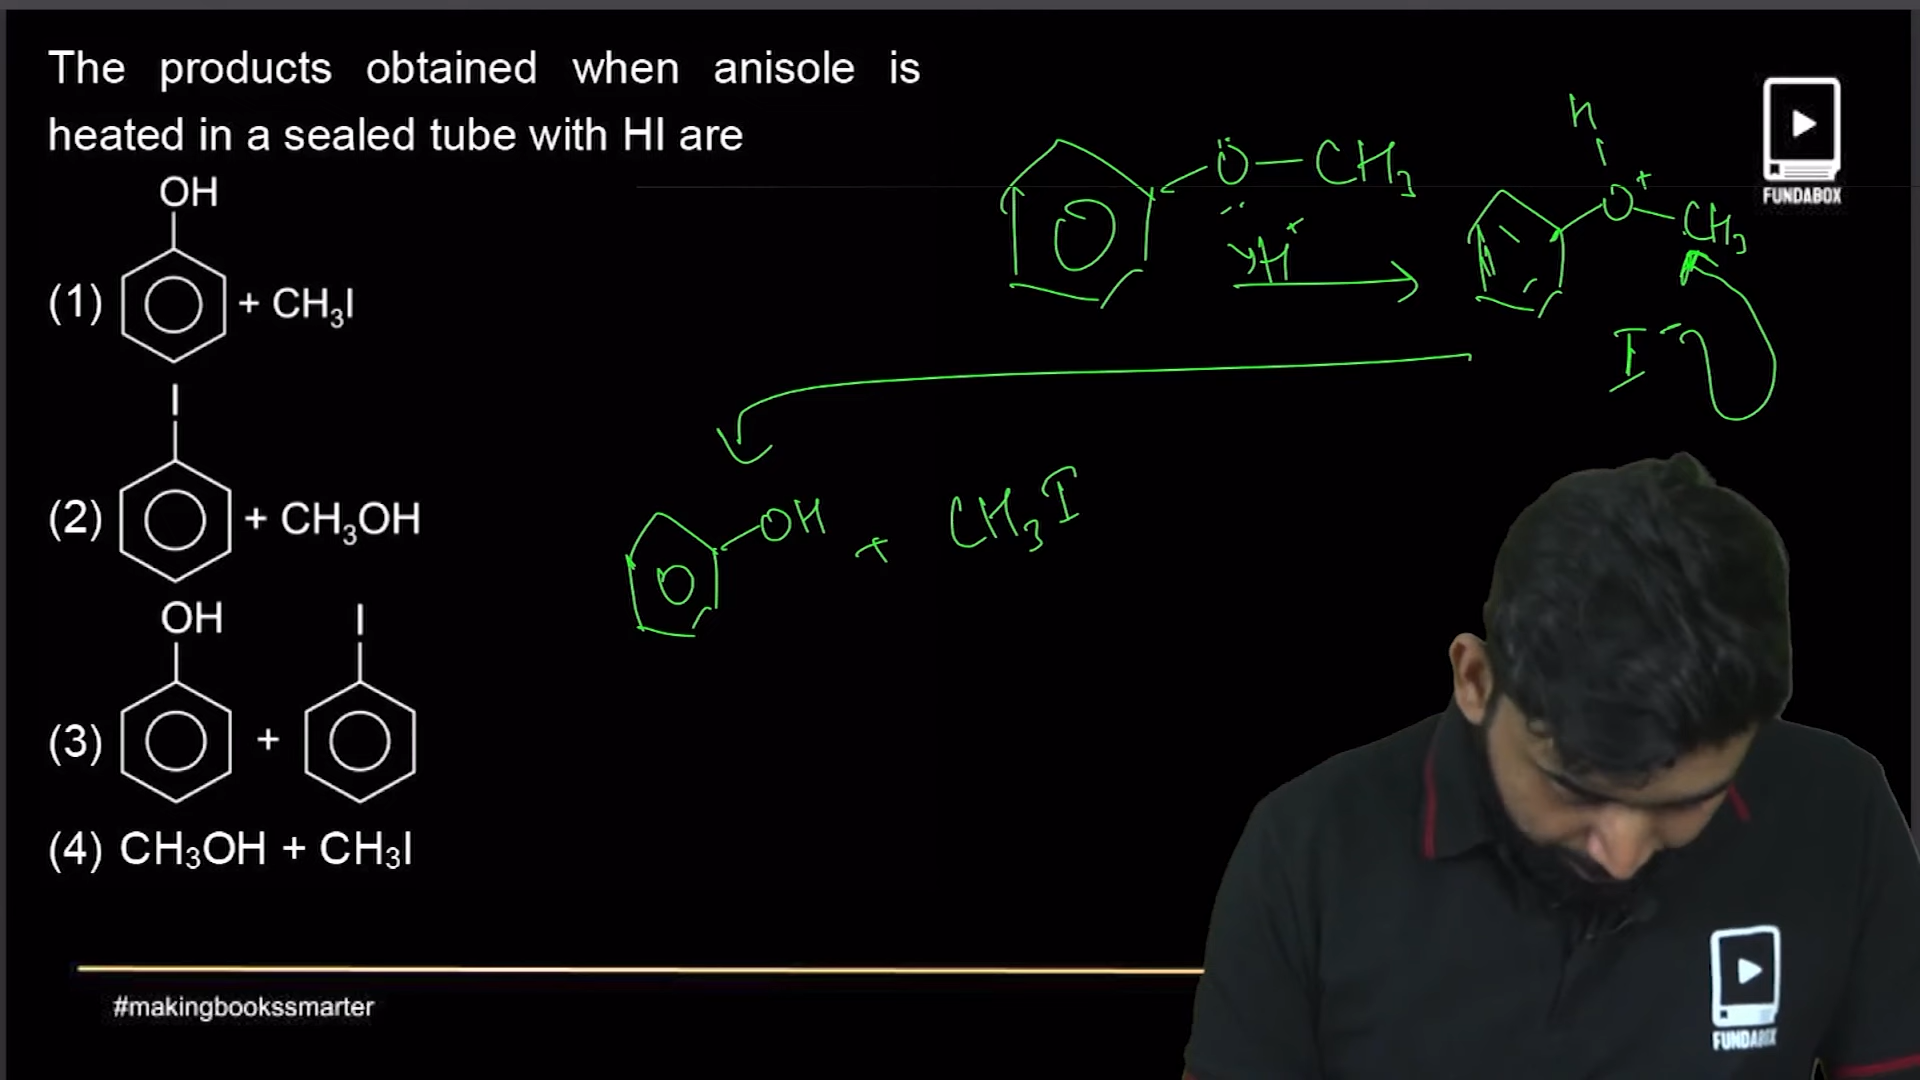 The products obtained when anisole is
heated in a sealed tube with HI are
OH
(1) + CH₃I
I
(2) + CH₃OH
OH I
(3) +
(4) CH₃OH + CH₃I
Ö—CH₃
H⁺
H
O⁺—CH₃
I⁻
OH + CH₃I
FUNDABOX
FUNDABOX
#makingbookssmarter